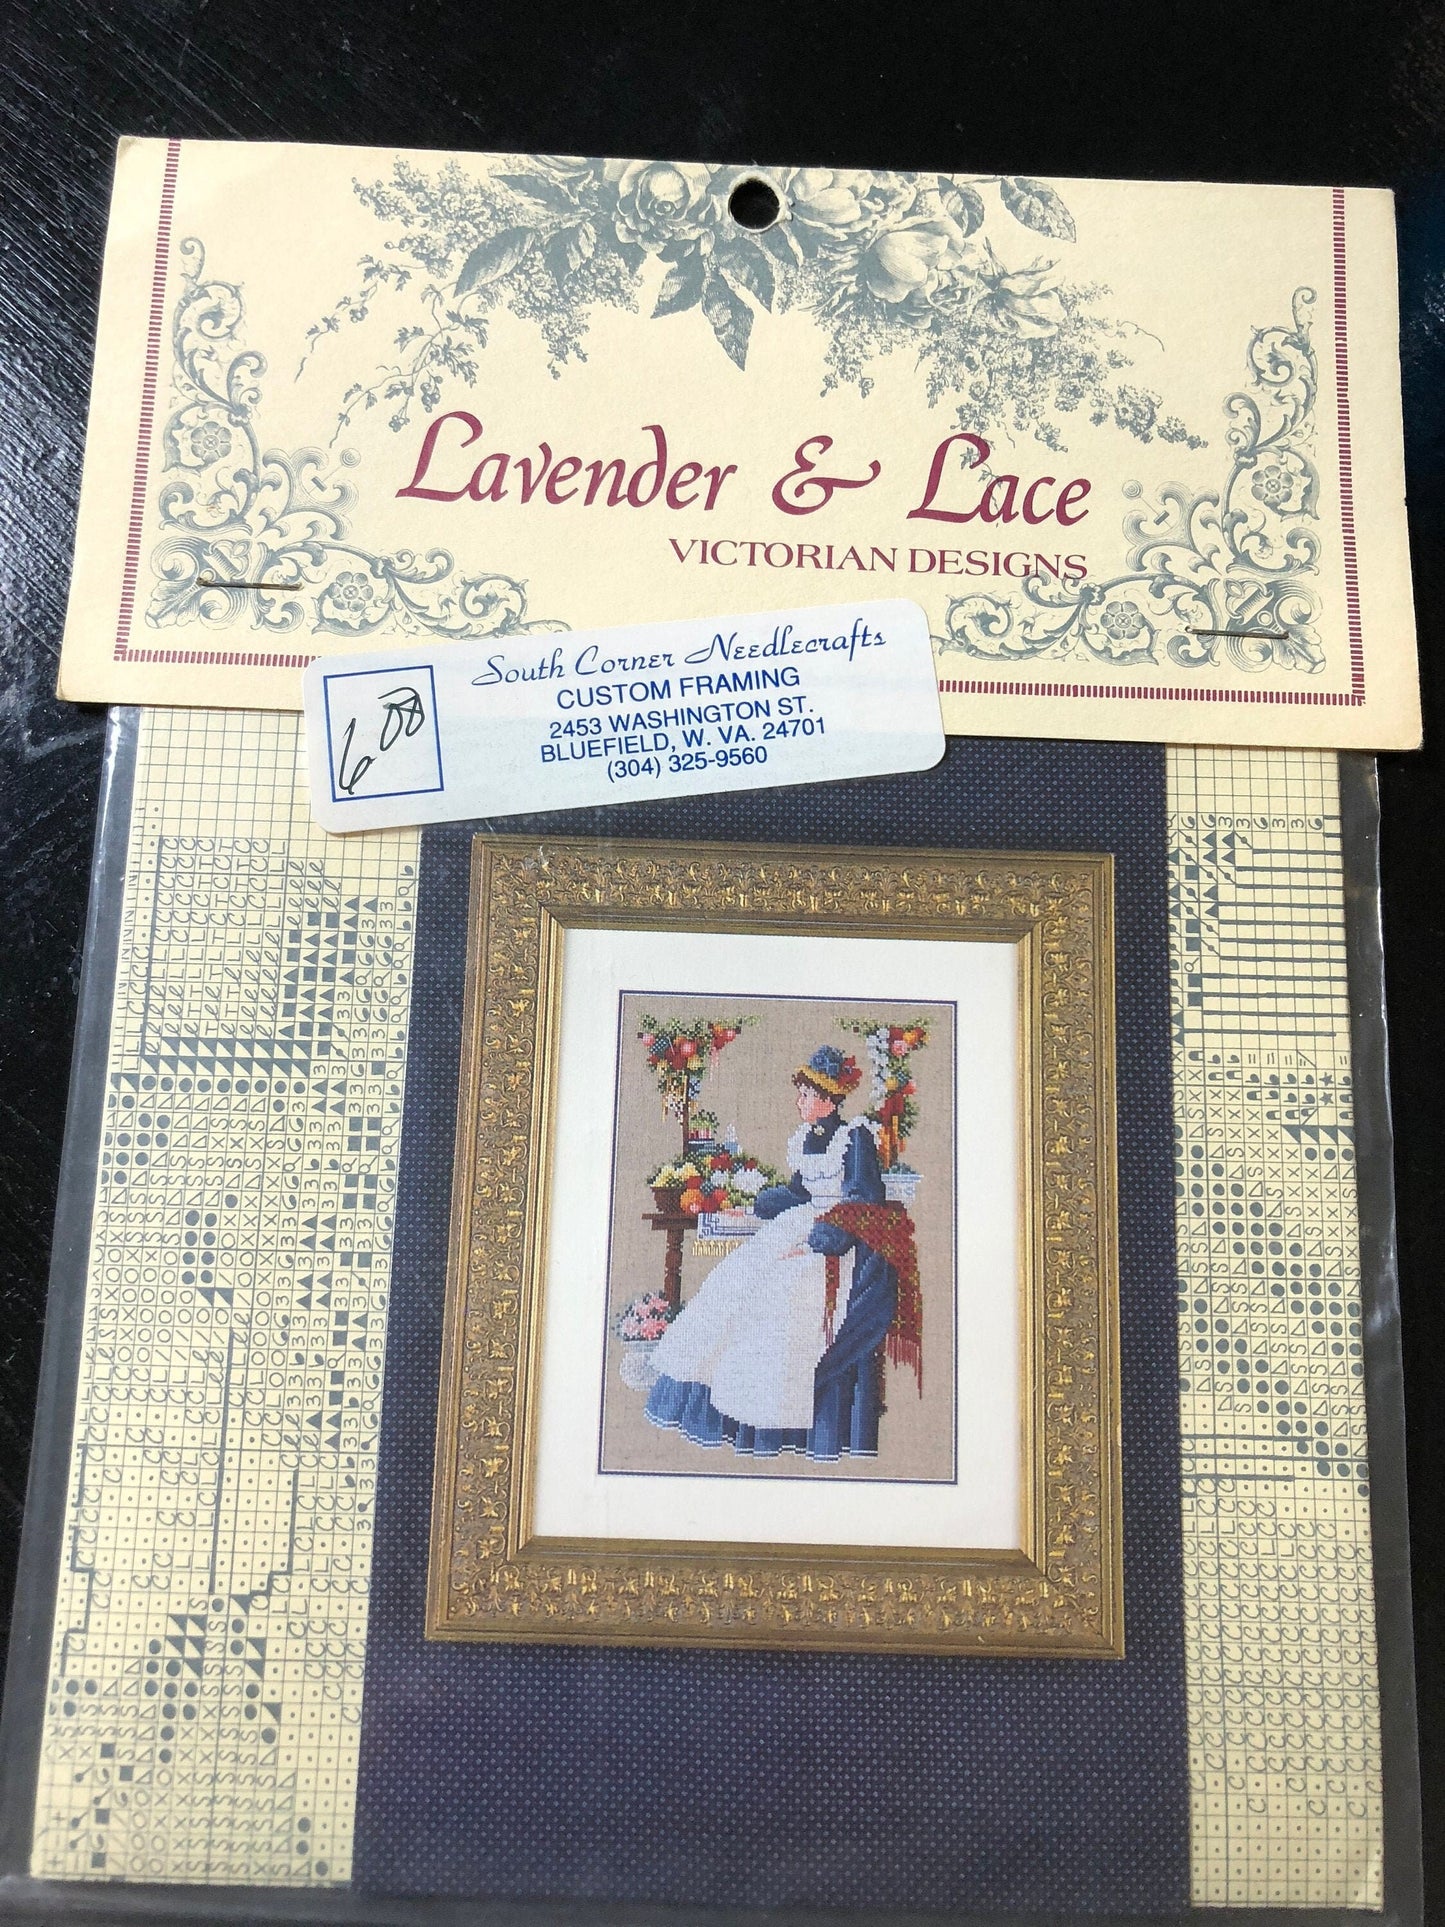 Lavender & Lace
VICTORIAN DESIGNS
South Corner Needlecrafts
CUSTOM FRAMING
2453 WASHINGTON ST.
BLUEFIELD, W. VA. 24701
(304) 325-9560
6 00